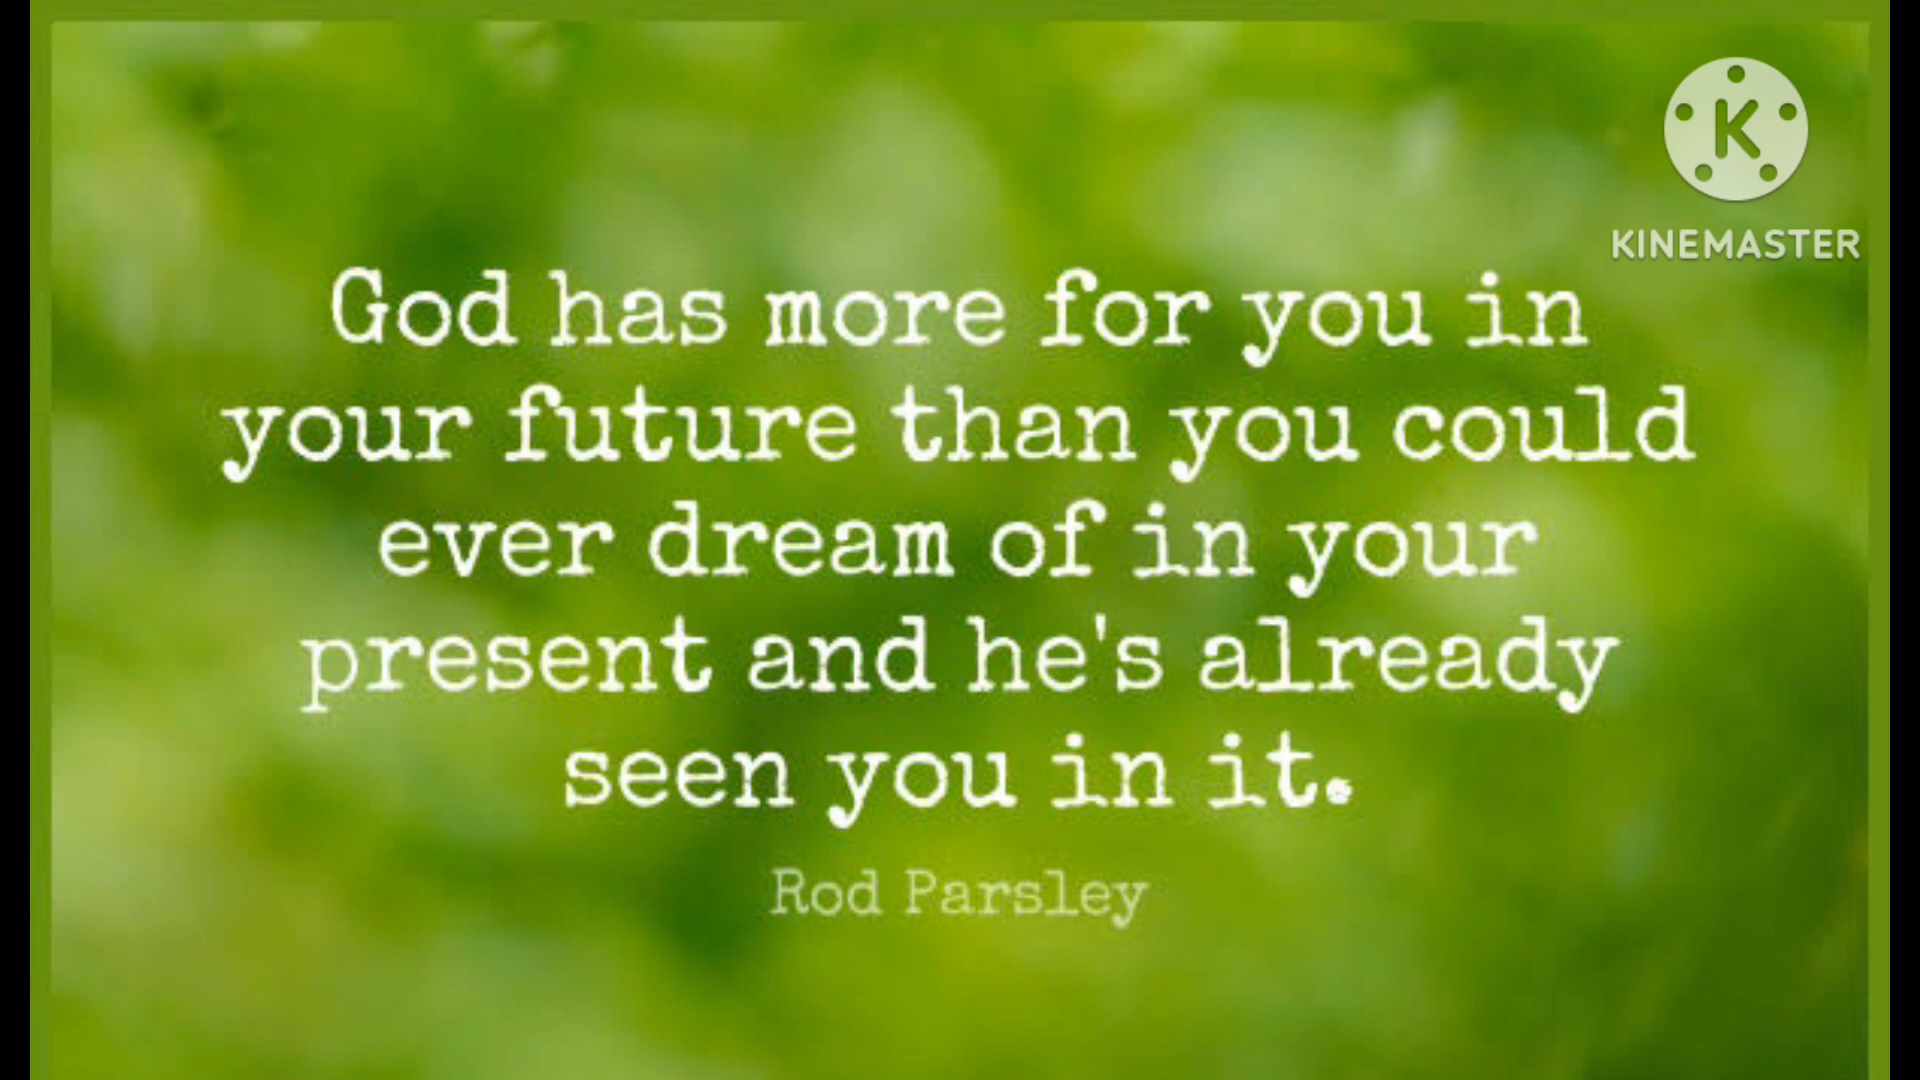 K
KINEMASTER
God has more for you in
your future than you could
ever dream of in your
present and he's already
seen you in it.
Rod Parsley